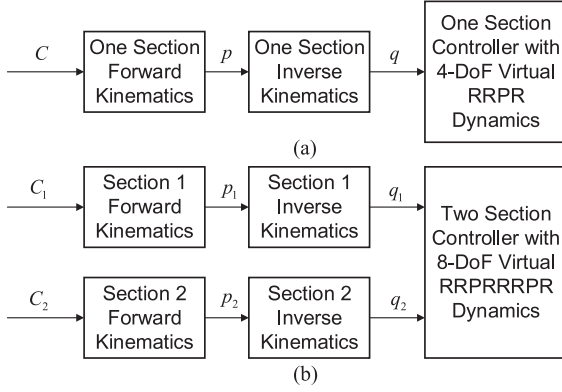 C
One Section
Forward
Kinematics
p
One Section
Inverse
Kinematics
q
One Section
Controller with
4-DoF Virtual
RRPR
Dynamics
(a)
C1
Section 1
Forward
Kinematics
p1
Section 1
Inverse
Kinematics
q1
Two Section
Controller with
8-DoF Virtual
RRPRRRPR
Dynamics
C2
Section 2
Forward
Kinematics
p2
Section 2
Inverse
Kinematics
q2
(b)